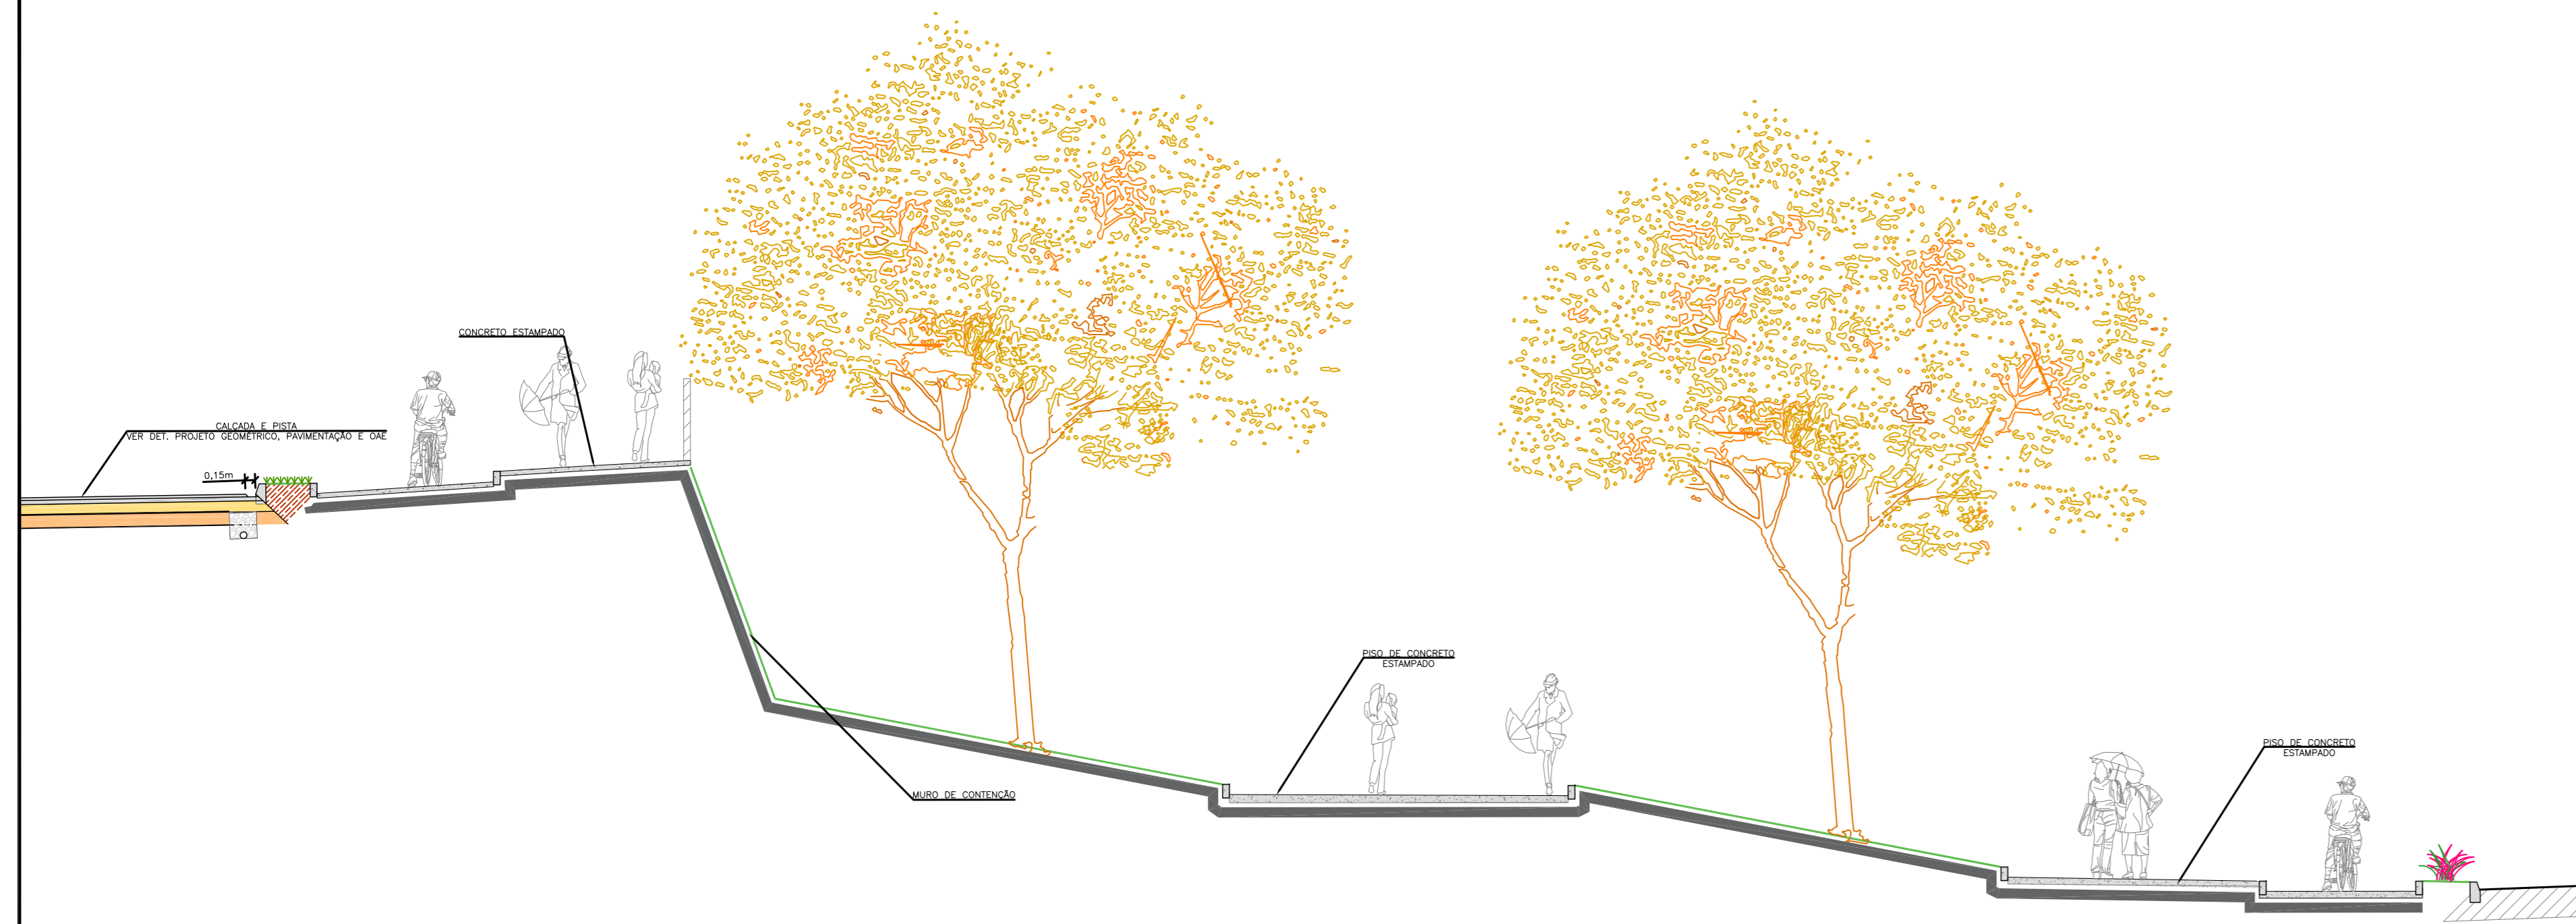 CONCRETO ESTAMPADO
CALÇADA E PISTA
VER DET. PROJETO GEOMÉTRICO, PAVIMENTAÇÃO E OAE
0,15m
PISO DE CONCRETO
ESTAMPADO
MURO DE CONTENÇÃO
PISO DE CONCRETO
ESTAMPADO